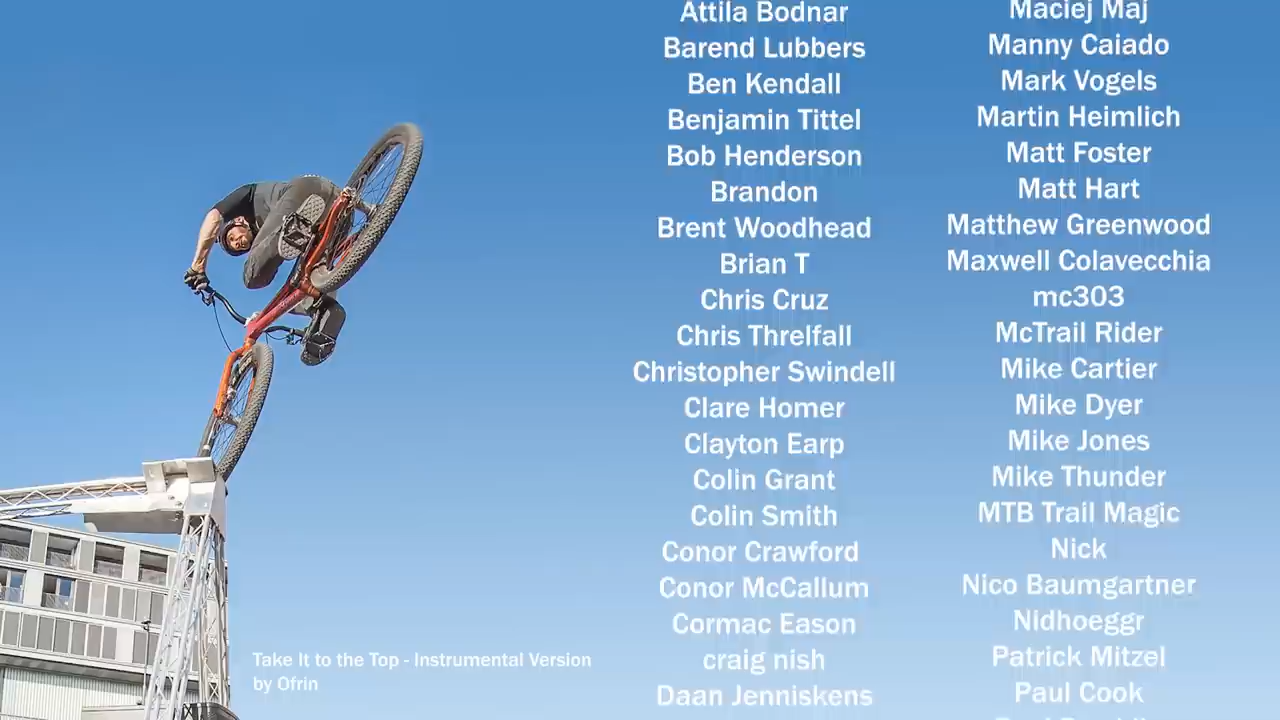 Attila Bodnar
Barend Lubbers
Ben Kendall
Benjamin Tittel
Bob Henderson
Brandon
Brent Woodhead
Brian T
Chris Cruz
Chris Threlfall
Christopher Swindell
Clare Homer
Clayton Earp
Colin Grant
Colin Smith
Conor Crawford
Conor McCallum
Cormac Eason
craig nish
Daan Jenniskens
Maciej Maj
Manny Caiado
Mark Vogels
Martin Heimlich
Matt Foster
Matt Hart
Matthew Greenwood
Maxwell Colavecchia
mc303
McTrail Rider
Mike Cartier
Mike Dyer
Mike Jones
Mike Thunder
MTB Trail Magic
Nick
Nico Baumgartner
Nidhoeggr
Patrick Mitzel
Paul Cook
Take It to the Top - Instrumental Version
by Ofrin